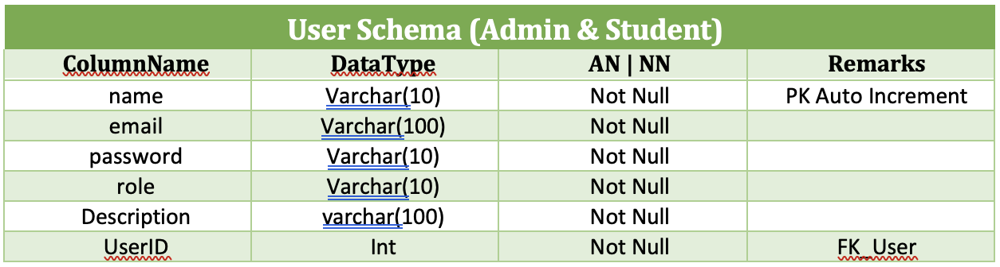 User Schema (Admin & Student)
ColumnName DataType AN | NN Remarks
name Varchar(10) Not Null PK Auto Increment
email Varchar(100) Not Null
password Varchar(10) Not Null
role Varchar(10) Not Null
Description varchar(100) Not Null
UserID Int Not Null FK_User